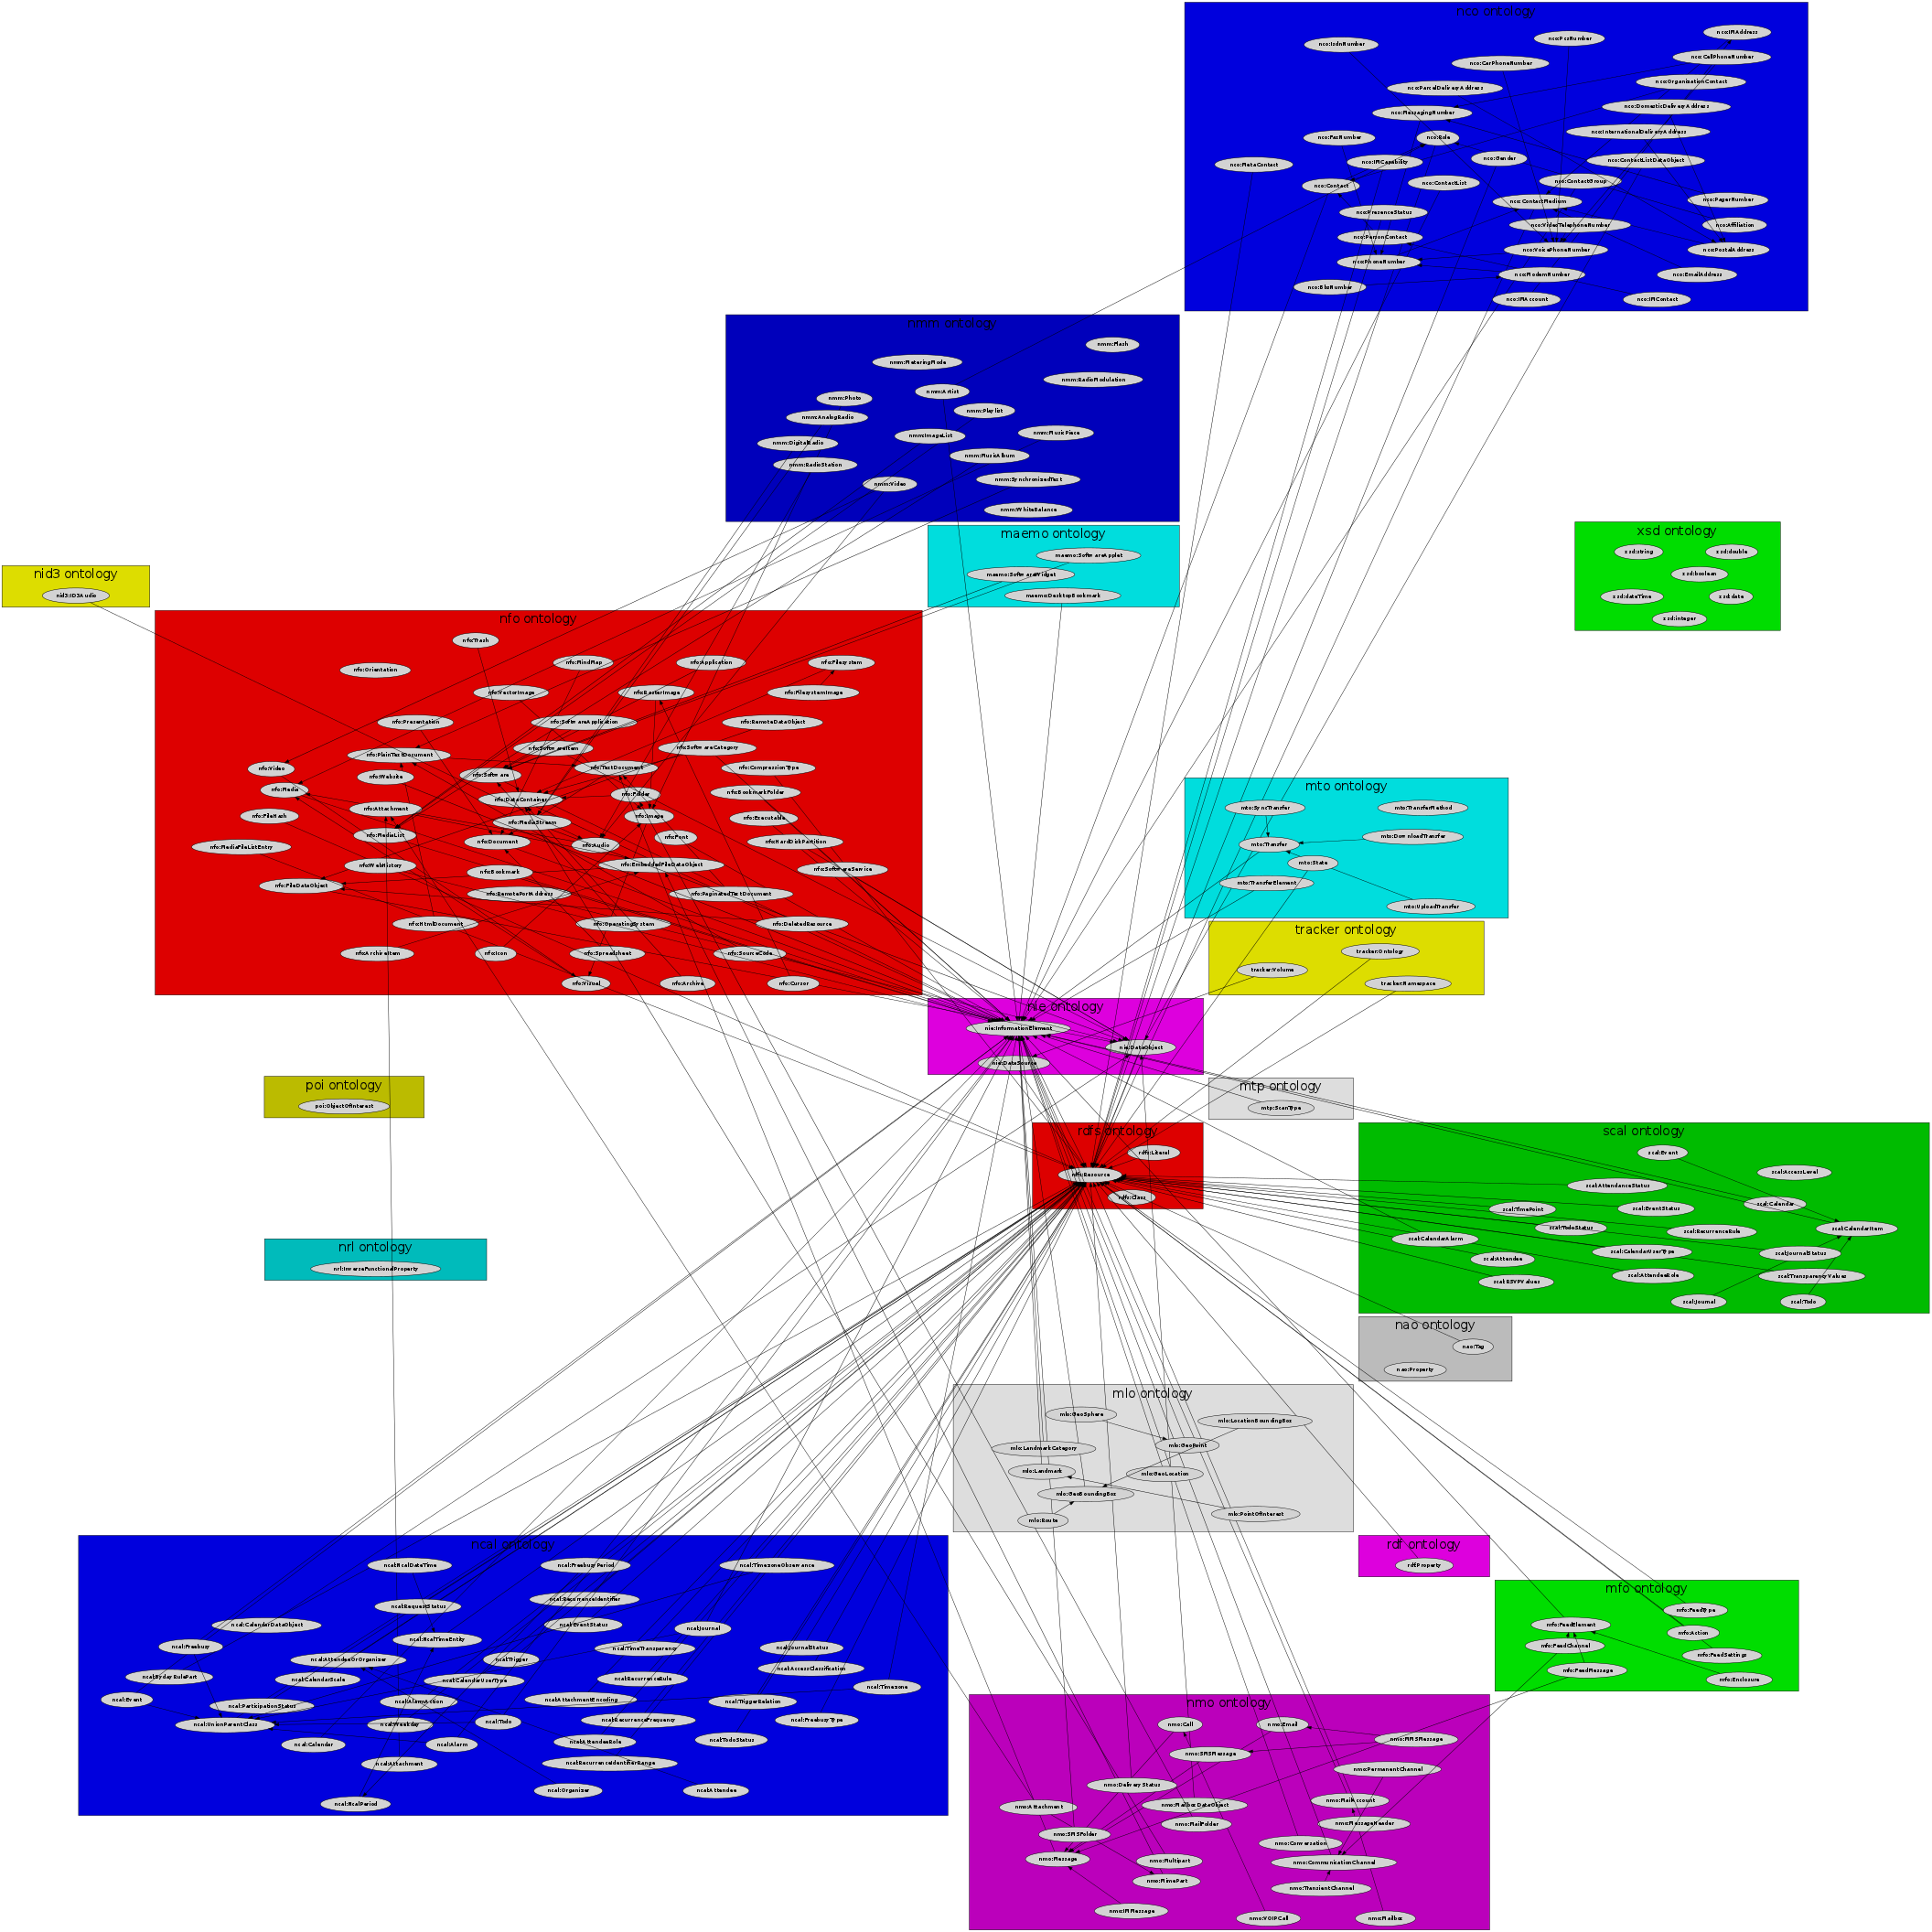 nco ontology
nco:IMAddress
nco:IsdnNumber
nco:PcsNumber
nco:CellPhoneNumber
nco:CarPhoneNumber
nco:OrganizationContact
nco:ParcelDeliveryAddress
nco:DomesticDeliveryAddress
nco:MessagingNumber
nco:InternationalDeliveryAddress
nco:FaxNumber
nco:Role
nco:Gender
nco:ContactListDataObject
nco:MetaContact
nco:IMCapability
nco:Contact
nco:ContactList
nco:ContactGroup
nco:ContactMedium
nco:PagerNumber
nco:PresenceStatus
nco:VideoTelephoneNumber
nco:Affiliation
nco:PersonContact
nco:VoicePhoneNumber
nco:PostalAddress
nco:PhoneNumber
nco:ModemNumber
nco:EmailAddress
nco:BbsNumber
nco:IMAccount
nco:IMContact
nmm ontology
nmm:Flash
nmm:MeteringMode
nmm:RadioModulation
nmm:Artist
nmm:Photo
nmm:Playlist
nmm:AnalogRadio
nmm:MusicPiece
nmm:ImageList
nmm:DigitalRadio
nmm:MusicAlbum
nmm:RadioStation
nmm:SynchronizedText
nmm:Video
nmm:WhiteBalance
maemo ontology
maemo:SoftwareApplet
maemo:SoftwareWidget
maemo:DesktopBookmark
xsd ontology
xsd:string
xsd:double
xsd:boolean
xsd:dateTime
xsd:date
xsd:integer
nid3 ontology
nid3:ID3Audio
nfo ontology
nfo:Trash
nfo:Orientation
nfo:MindMap
nfo:Application
nfo:Filesystem
nfo:VectorImage
nfo:RasterImage
nfo:FilesystemImage
nfo:Presentation
nfo:SoftwareApplication
nfo:RemoteDataObject
nfo:PlainTextDocument
nfo:SoftwareItem
nfo:SoftwareCategory
nfo:Video
nfo:Website
nfo:Software
nfo:TextDocument
nfo:CompressionType
nfo:Media
nfo:DataContainer
nfo:Folder
nfo:BookmarkFolder
nfo:Attachment
nfo:FileHash
nfo:MediaStream
nfo:Image
nfo:Executable
nfo:MediaList
nfo:Font
nfo:MediaFileListEntry
nfo:Document
nfo:Audio
nfo:HardDiskPartition
nfo:WebHistory
nfo:EmbeddedFileDataObject
nfo:SoftwareService
nfo:FileDataObject
nfo:Bookmark
nfo:RemotePortAddress
nfo:PaginatedTextDocument
nfo:HtmlDocument
nfo:OperatingSystem
nfo:DeletedResource
nfo:ArchiveItem
nfo:Icon
nfo:Spreadsheet
nfo:SourceCode
nfo:Visual
nfo:Archive
nfo:Cursor
mto ontology
mto:SyncTransfer
mto:TransferMethod
mto:Transfer
mto:DownloadTransfer
mto:State
mto:TransferElement
mto:UploadTransfer
tracker ontology
tracker:Ontology
tracker:Volume
tracker:Namespace
nie ontology
nie:InformationElement
nie:DataObject
nie:DataSource
mtp ontology
mtp:ScanType
poi ontology
poi:ObjectOfInterest
rdfs ontology
rdfs:Literal
rdfs:Resource
rdfs:Class
scal ontology
scal:Event
scal:AccessLevel
scal:AttendanceStatus
scal:Calendar
scal:TimePoint
scal:EventStatus
scal:TodoStatus
scal:RecurrenceRule
scal:CalendarItem
scal:CalendarAlarm
scal:CalendarUserType
scal:JournalStatus
scal:Attendee
scal:RSVPValues
scal:AttendeeRole
scal:TransparencyValues
scal:Journal
scal:Todo
nrl ontology
nrl:InverseFunctionalProperty
nao ontology
nao:Tag
nao:Property
mlo ontology
mlo:GeoSphere
mlo:LocationBoundingBox
mlo:LandmarkCategory
mlo:GeoPoint
mlo:Landmark
mlo:GeoLocation
mlo:GeoBoundingBox
mlo:Route
mlo:PointOfInterest
rdf ontology
rdf:Property
mfo ontology
mfo:FeedType
mfo:FeedElement
mfo:Action
mfo:FeedChannel
mfo:FeedSettings
mfo:FeedMessage
mfo:Enclosure
ncal ontology
ncal:NcalDateTime
ncal:FreebusyPeriod
ncal:TimezoneObservance
ncal:RequestStatus
ncal:RecurrenceIdentifier
ncal:CalendarDataObject
ncal:EventStatus
ncal:Journal
ncal:Freebusy
ncal:NcalTimeEntity
ncal:TimeTransparency
ncal:JournalStatus
ncal:AttendeeOrOrganizer
ncal:Trigger
ncal:AccessClassification
ncal:BydayRulePart
ncal:CalendarScale
ncal:CalendarUserType
ncal:RecurrenceRule
ncal:Timezone
ncal:Event
ncal:ParticipationStatus
ncal:AlarmAction
ncal:AttachmentEncoding
ncal:TriggerRelation
ncal:UnionParentClass
ncal:Weekday
ncal:Todo
ncal:RecurrenceFrequency
ncal:FreebusyType
ncal:Calendar
ncal:Alarm
ncal:AttendeeRole
ncal:TodoStatus
ncal:Attachment
ncal:RecurrenceIdentifierRange
ncal:Organizer
ncal:Attendee
ncal:NcalPeriod
nmo ontology
nmo:Call
nmo:Email
nmo:MMSMessage
nmo:SMSMessage
nmo:PermanentChannel
nmo:DeliveryStatus
nmo:Attachment
nmo:MailboxDataObject
nmo:MailAccount
nmo:MailFolder
nmo:MessageHeader
nmo:SMSFolder
nmo:Conversation
nmo:Message
nmo:Multipart
nmo:CommunicationChannel
nmo:MimePart
nmo:TransientChannel
nmo:IMMessage
nmo:VOIPCall
nmo:Mailbox